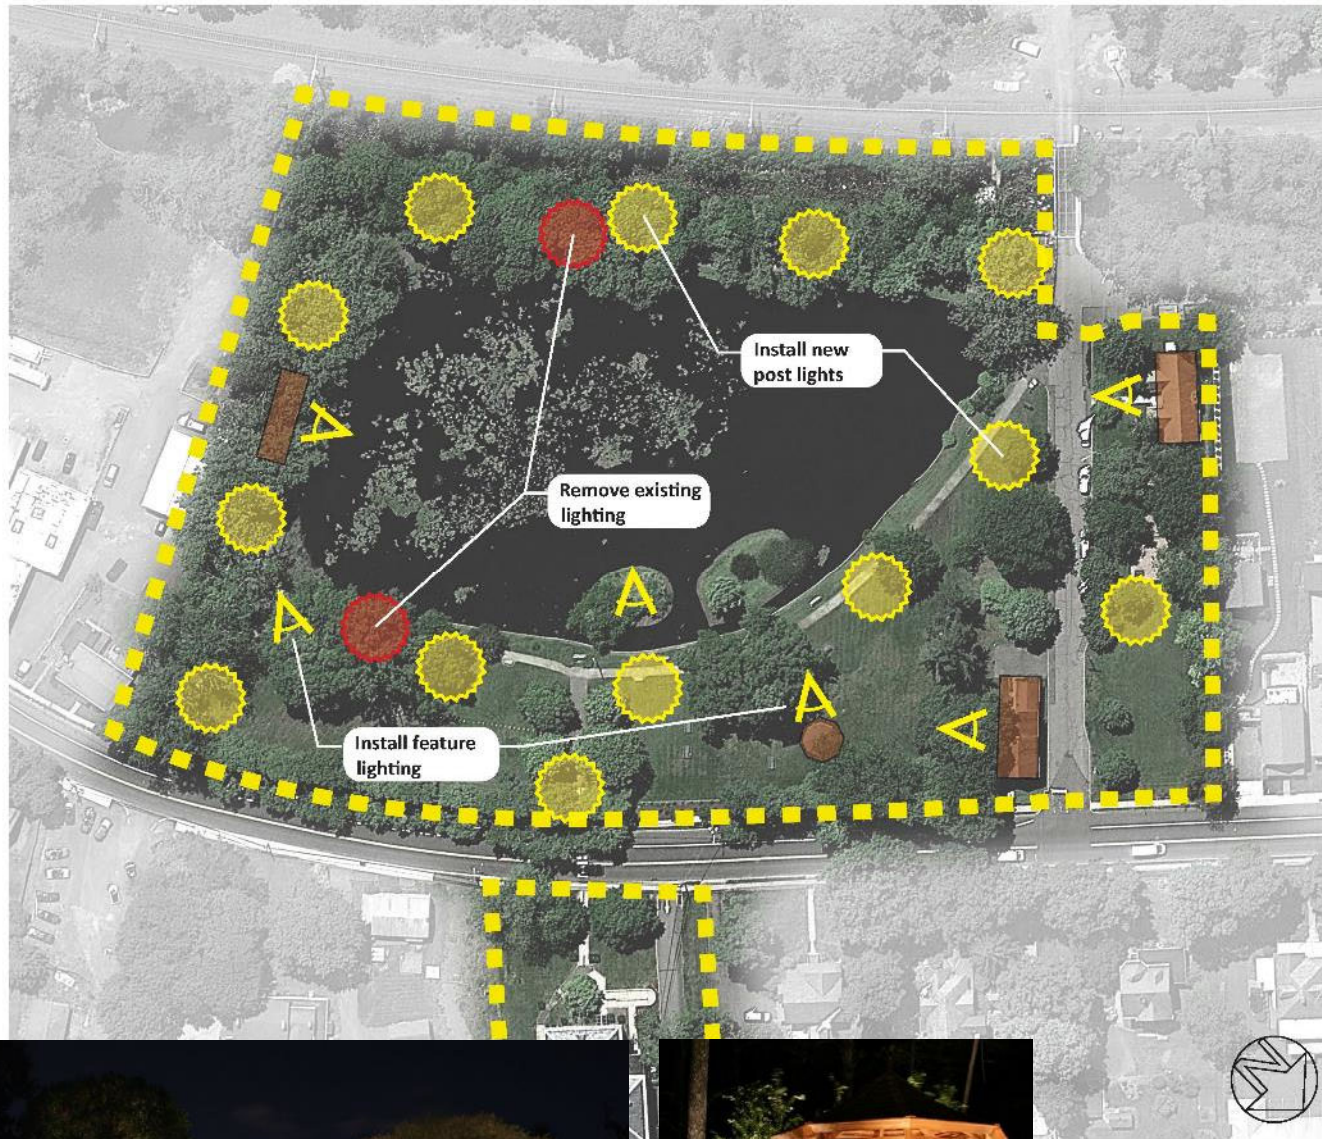 Install new
post lights
Remove existing
lighting
Install feature
lighting